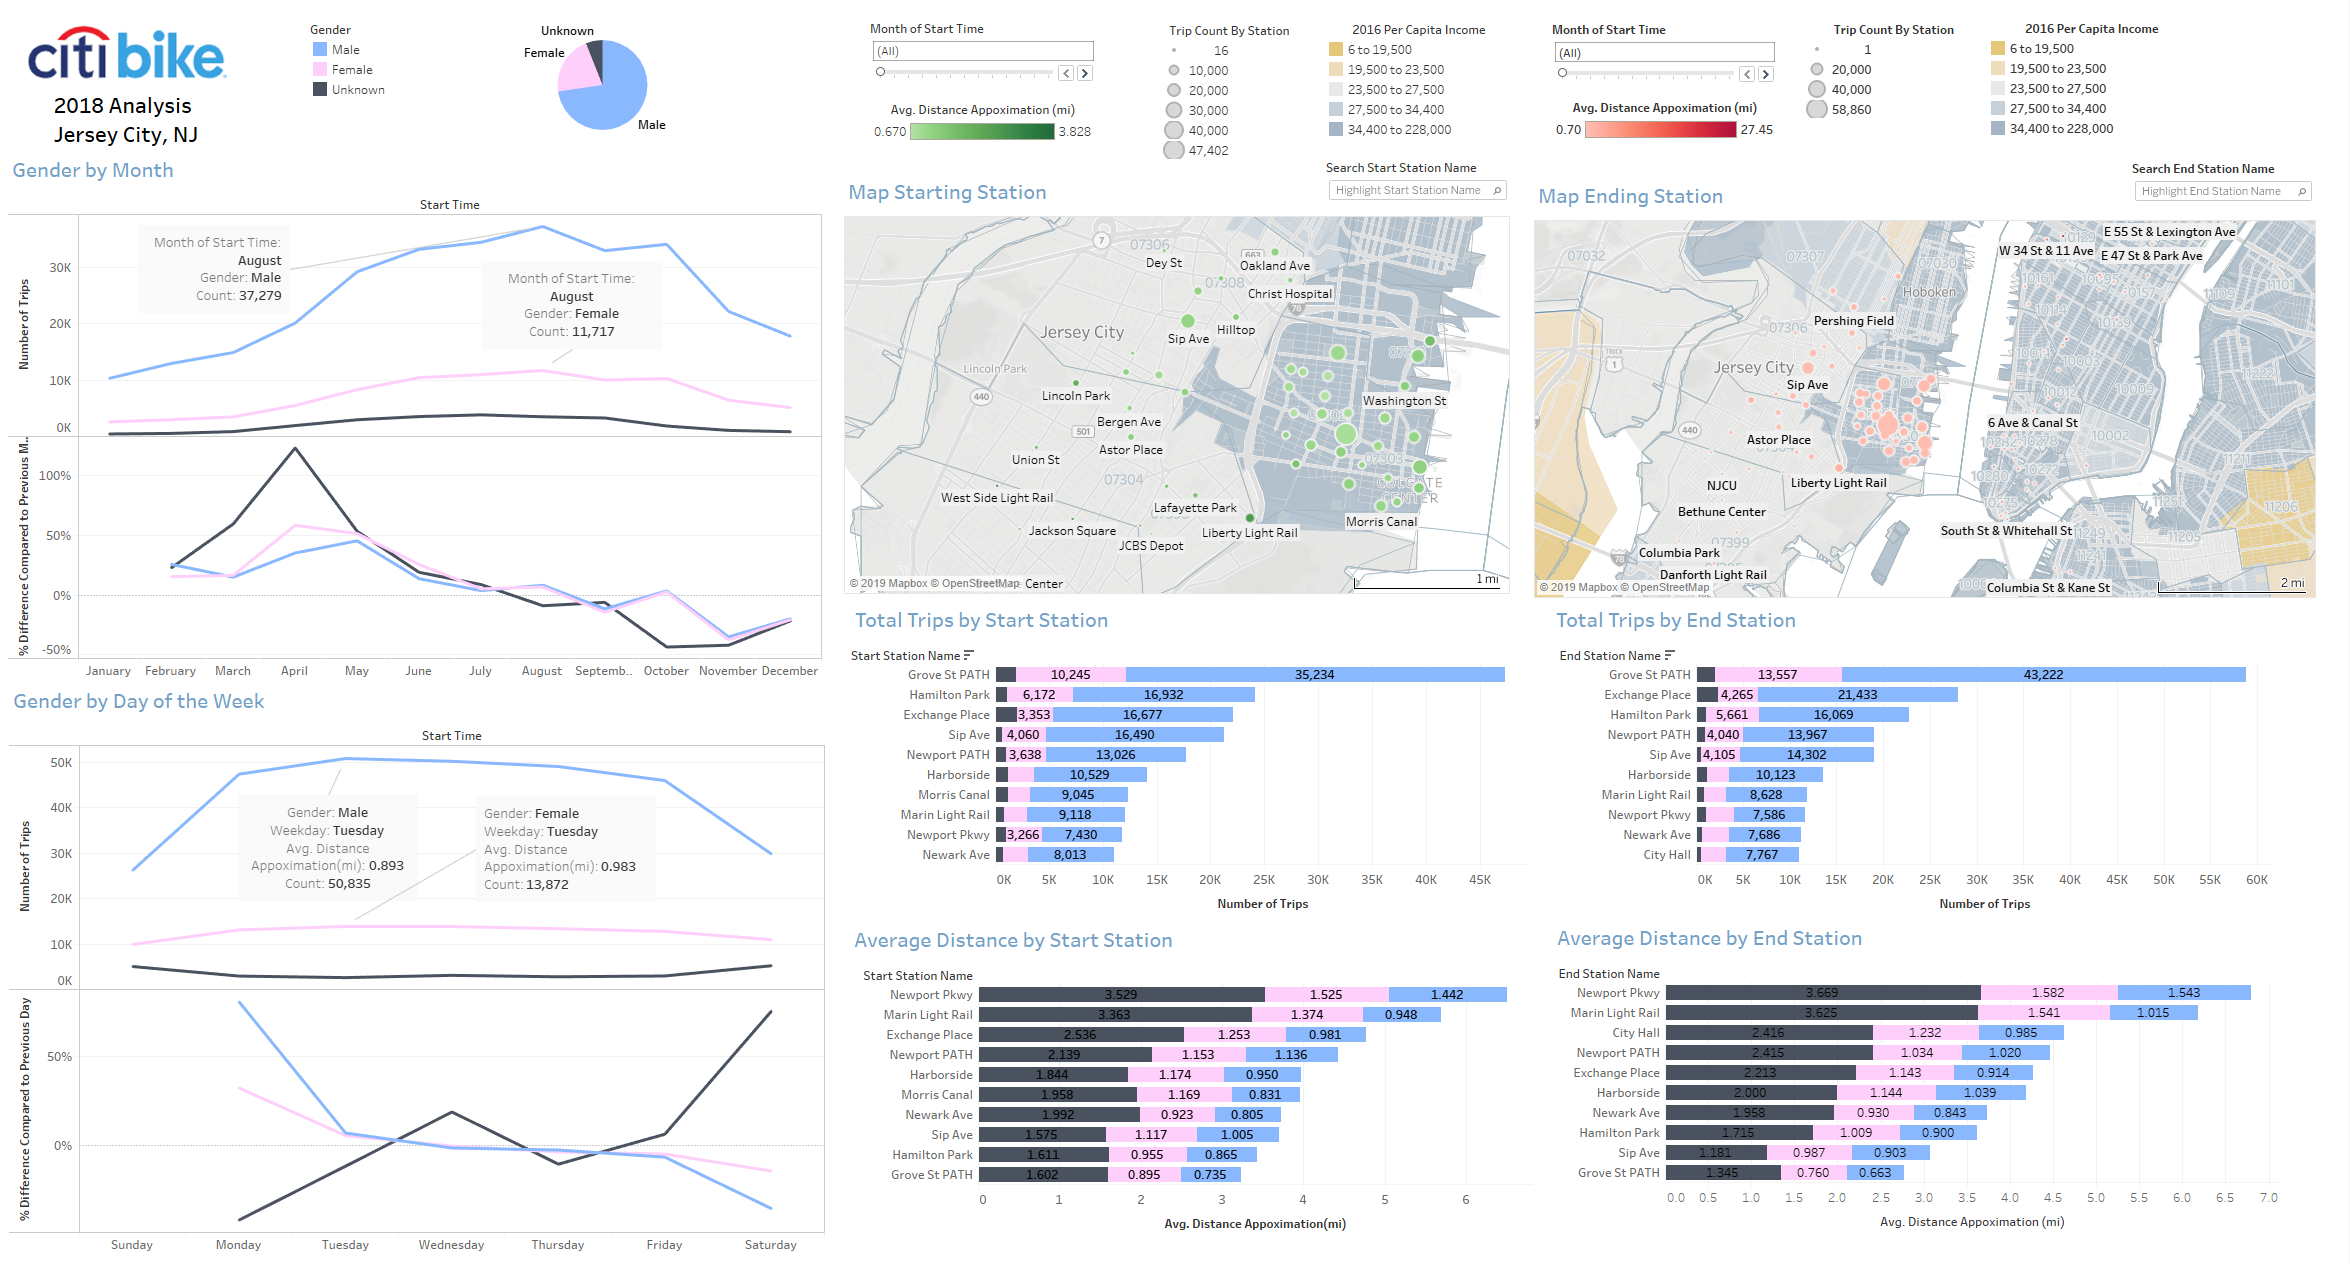 citi bike
2018 Analysis
Jersey City, NJ
Gender
Male
Female
Unknown
Unknown
Female
Male
Gender by Month
Start Time
Month of Start Time:
August
Gender: Male
Count: 37,279
Month of Start Time:
August
Gender: Female
Count: 11,717
Number of Trips
30K
20K
10K
0K
% Difference Compared to Previous M..
100%
50%
0%
-50%
January February March April May June July August Septemb.. October November December
Gender by Day of the Week
Start Time
Number of Trips
50K
40K
30K
20K
10K
0K
Gender: Male
Weekday: Tuesday
Avg. Distance
Appoximation(mi): 0.893
Count: 50,835
Gender: Female
Weekday: Tuesday
Avg. Distance
Appoximation(mi): 0.983
Count: 13,872
% Difference Compared to Previous Day
50%
0%
Sunday Monday Tuesday Wednesday Thursday Friday Saturday
Month of Start Time
(All)
Avg. Distance Appoximation (mi)
0.670 3.828
Trip Count By Station
16
10,000
20,000
30,000
40,000
47,402
2016 Per Capita Income
6 to 19,500
19,500 to 23,500
23,500 to 27,500
27,500 to 34,400
34,400 to 228,000
Search Start Station Name
Highlight Start Station Name
Map Starting Station
7
07306
663
Dey St
Oakland Ave
07308
Christ Hospital
78
Jersey City
Hilltop
Sip Ave
Lincoln Park
Lincoln Park
440
Washington St
Bergen Ave
501
Astor Place
Union St
07304
West Side Light Rail
Lafayette Park
Morris Canal
Jackson Square
Liberty Light Rail
JCBS Depot
Center
© 2019 Mapbox © OpenStreetMap
1 mi
Total Trips by Start Station
Start Station Name
Grove St PATH 10,245 35,234
Hamilton Park 6,172 16,932
Exchange Place 3,353 16,677
Sip Ave 4,060 16,490
Newport PATH 3,638 13,026
Harborside 10,529
Morris Canal 9,045
Marin Light Rail 9,118
Newport Pkwy 3,266 7,430
Newark Ave 8,013
0K 5K 10K 15K 20K 25K 30K 35K 40K 45K
Number of Trips
Average Distance by Start Station
Start Station Name
Newport Pkwy 3.529 1.525 1.442
Marin Light Rail 3.363 1.374 0.948
Exchange Place 2.536 1.253 0.981
Newport PATH 2.139 1.153 1.136
Harborside 1.844 1.174 0.950
Morris Canal 1.958 1.169 0.831
Newark Ave 1.992 0.923 0.805
Sip Ave 1.575 1.117 1.005
Hamilton Park 1.611 0.955 0.865
Grove St PATH 1.602 0.895 0.735
0 1 2 3 4 5 6
Avg. Distance Appoximation(mi)
Month of Start Time
(All)
Avg. Distance Appoximation (mi)
0.70 27.45
Trip Count By Station
1
20,000
40,000
58,860
2016 Per Capita Income
6 to 19,500
19,500 to 23,500
23,500 to 27,500
27,500 to 34,400
34,400 to 228,000
Search End Station Name
Highlight End Station Name
Map Ending Station
E 55 St & Lexington Ave
W 34 St & 11 Ave
E 47 St & Park Ave
07032
07307
07030
Hoboken
11101
11109
Pershing Field
07306
Jersey City
1
Sip Ave
10003
10009
11222
6 Ave & Canal St
440
Astor Place
10002
NJCU
Liberty Light Rail
Bethune Center
11211
11206
South St & Whitehall St
11249
11205
Columbia Park
07399
78
Danforth Light Rail
11251
11241
Columbia St & Kane St
© 2019 Mapbox © OpenStreetMap
2 mi
Total Trips by End Station
End Station Name
Grove St PATH 13,557 43,222
Exchange Place 4,265 21,433
Hamilton Park 5,661 16,069
Newport PATH 4,040 13,967
Sip Ave 4,105 14,302
Harborside 10,123
Marin Light Rail 8,628
Newport Pkwy 7,586
Newark Ave 7,686
City Hall 7,767
0K 5K 10K 15K 20K 25K 30K 35K 40K 45K 50K 55K 60K
Number of Trips
Average Distance by End Station
End Station Name
Newport Pkwy 3.669 1.582 1.543
Marin Light Rail 3.625 1.541 1.015
City Hall 2.416 1.232 0.985
Newport PATH 2.415 1.034 1.020
Exchange Place 2.213 1.143 0.914
Harborside 2.000 1.144 1.039
Newark Ave 1.958 0.930 0.843
Hamilton Park 1.715 1.009 0.900
Sip Ave 1.181 0.987 0.903
Grove St PATH 1.345 0.760 0.663
0.0 0.5 1.0 1.5 2.0 2.5 3.0 3.5 4.0 4.5 5.0 5.5 6.0 6.5 7.0
Avg. Distance Appoximation (mi)